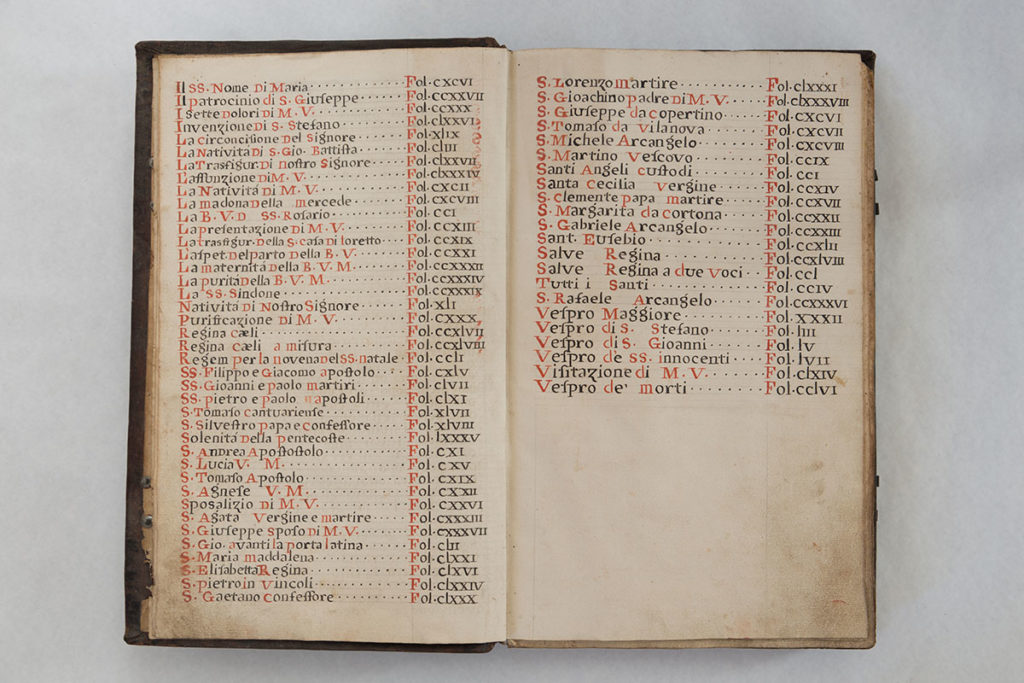 Il SS. Nome Di Maria · · · · · · · · Fol. CXCVI
Il patrocinio di S. Giuseppe · · · · · Fol. CCXXVII
I sette Dolori Di M. V. · · · · · · · · Fol. CCXXX
Invenzione Di S. Stefano · · · · · · · Fol. clXXVI
La circoncisione Del Signore · · · · · Fol. xlIX
La Natività Di S. Gio. Battista · · · · Fol. clIII
La Trasfigur. Di nostro Signore · · · Fol. clXXVII
L'assunzione Di M. V. · · · · · · · · Fol. clXXXIV
La Natività Di M. V. · · · · · · · · Fol. CXCII
La madona Della mercede · · · · · Fol. CXCVIII
La B. V. D. SS. Rosario · · · · · · · Fol. CCI
La presentazione Di M. V. · · · · · · Fol. CCXIII
La trasfigur. Della S. casa Di loretto · · · Fol. CCXIX
L'aspet. Del parto Della B. V. · · · · · Fol. CCXXI
La maternità Della B. V. M. · · · · · Fol. CCXXXII
La purità Della B. V. M. · · · · · · · Fol. CCXXXIV
La SS. Sindone · · · · · · · · · · Fol. CCXXXIX
Natività Di Nostro Signore · · · · · Fol. XLI
Purificazione Di M. V. · · · · · · · Fol. CXXX
Regina cæli · · · · · · · · · · · Fol. CCxlVII
Regina cæli a misura · · · · · · · Fol. CCxlVIII
Regem per la novena del SS. natale · Fol. CCLI
SS. Filippo e Giacomo apostolo · · · · Fol. CXLV
SS. Gioanni e paolo martiri · · · · · Fol. clVII
SS. pietro e paolo apostoli · · · · · · Fol. clXI
S. Tomaso cantuariense · · · · · · · Fol. xlVII
S. Silvestro papa e confessore · · · · Fol. xlVIII
Solenità Della pentecoste · · · · · · Fol. lXXXV
S. Andrea Apostostolo · · · · · · · Fol. CXI
S. Lucia V. M. · · · · · · · · · · Fol. CXV
S. Tomaso Apostolo · · · · · · · · Fol. CXIX
S. Agnese V. M. · · · · · · · · · · Fol. CXXII
Sposalizio Di M. V. · · · · · · · · Fol. CXXVI
S. Agata Vergine e martire · · · · · Fol. CXXXIII
S. Giuseppe sposo Di M. V. · · · · · Fol. CXXXVII
S. Gio. avanti la porta latina · · · · · Fol. clII
S. Maria maddalena · · · · · · · · Fol. clXXI
S. Elisabetta Regina · · · · · · · · Fol. clXVI
S. pietro in vincoli · · · · · · · · · Fol. clXXIV
S. Gaetano confessore · · · · · · · Fol. clXXX
S. Lorenzo martire · · · · · · · · Fol. clXXXI
S. Gioachino padre Di M. V. · · · · Fol. clXXXVIII
S. Giuseppe da copertino · · · · · Fol. CXCVI
S. Tomaso da Vilanova · · · · · · Fol. CXCVII
S. Michele Arcangelo · · · · · · · Fol. CXCVIII
S. Martino Vescovo · · · · · · · · Fol. CCIX
Santi Angeli custodi · · · · · · · Fol. CCI
Santa Cecilia Vergine · · · · · · · Fol. CCXIV
S. Clemente papa martire · · · · · Fol. CCXVII
S. Margarita da cortona · · · · · · Fol. CCXXII
S. Gabriele Arcangelo · · · · · · · Fol. CCXXIII
Sant. Eusebio · · · · · · · · · · Fol. CCxlII
Salve Regina · · · · · · · · · · Fol. CCxlVIII
Salve Regina a due voci · · Fol. CCl
Tutti i Santi · · · · · · · · · · Fol. CCIV
S. Rafaele Arcangelo · · · · · · · Fol. CCXXXVI
Vespro Maggiore · · · · · · · · Fol. XXXII
Vespro di S. Stefano · · · · · · · Fol. lIII
Vespro di S. Gioanni · · · · · · · Fol. lV
Vespro de SS. innocenti · · · · · Fol. lVII
Visitazione di M. V. · · · · · · · Fol. clXIV
Vespro de' morti · · · · · · · · Fol. CClVI